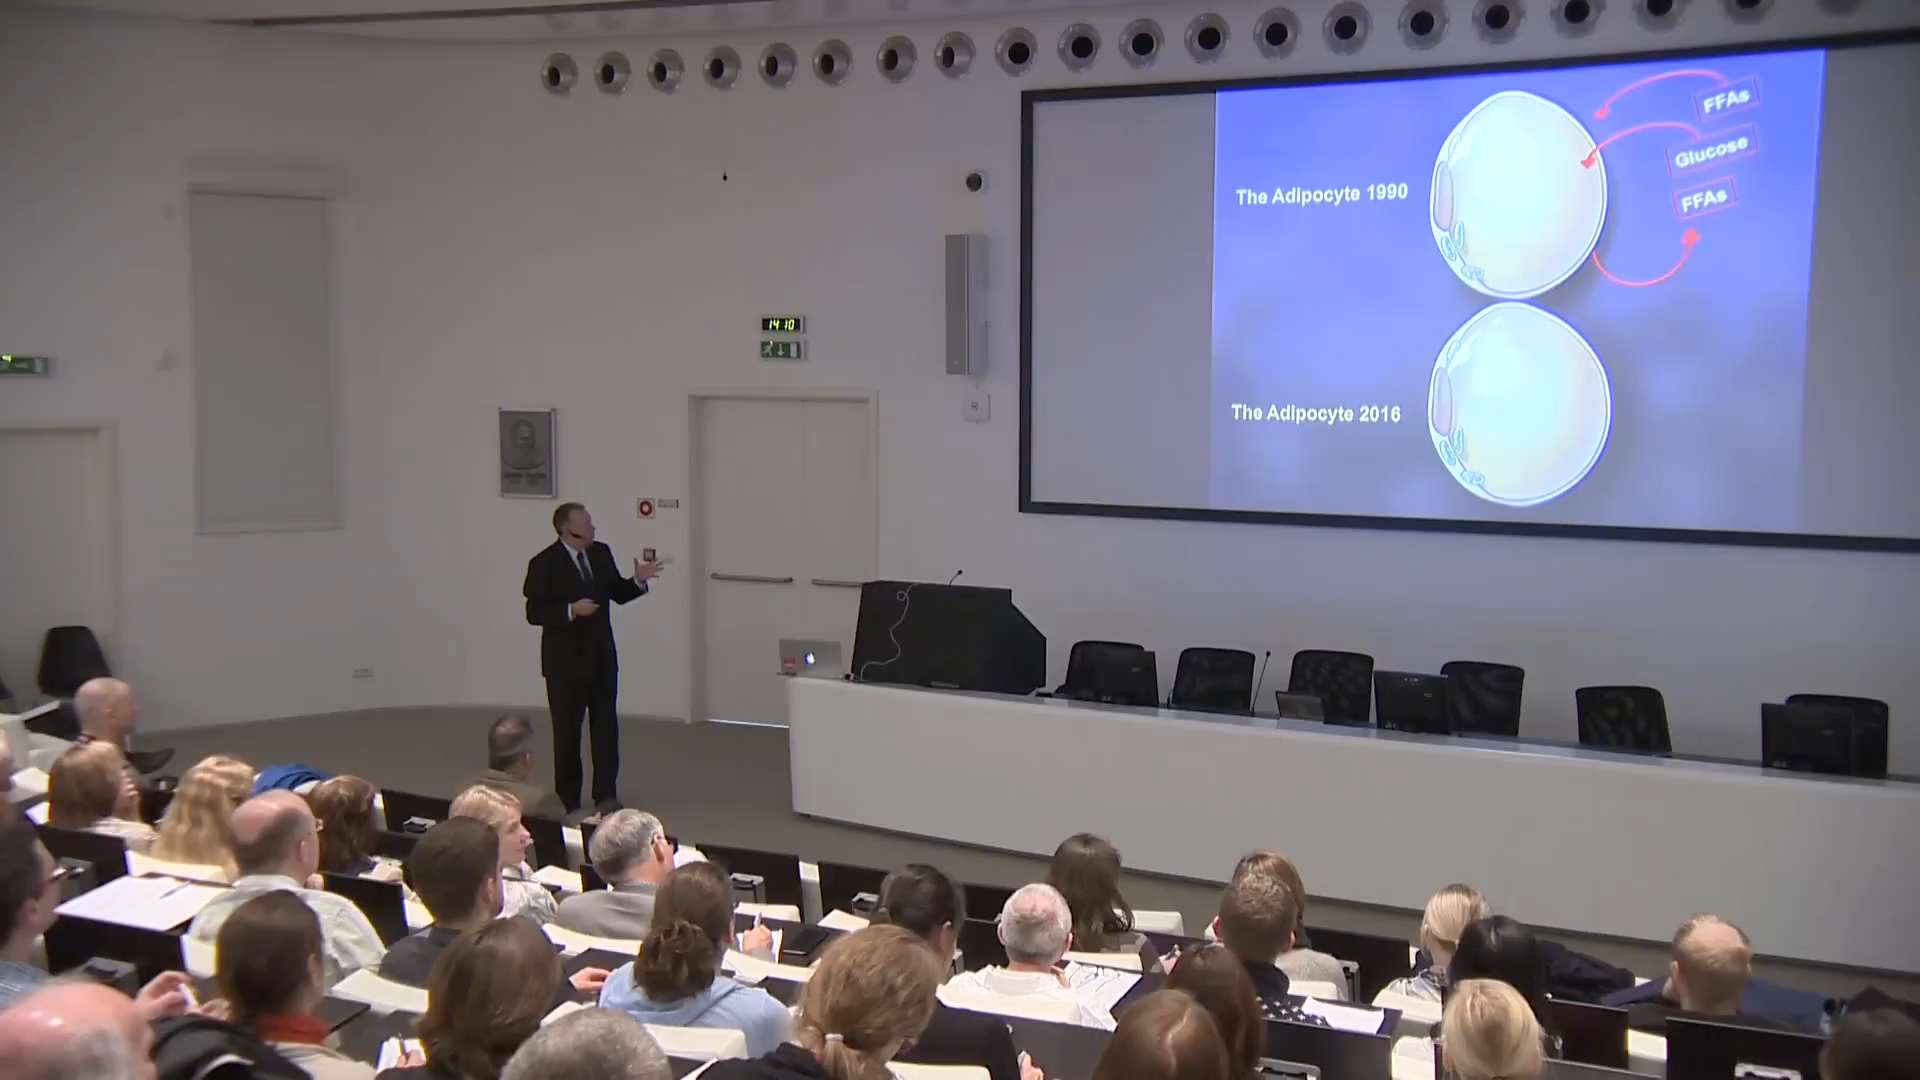 FFAs
Glucose
The Adipocyte 1990
FFAs
14 10
The Adipocyte 2016